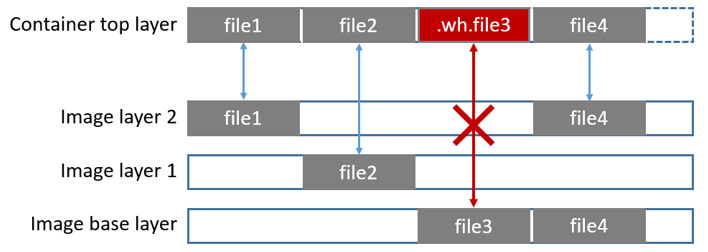 Container top layer file1 file2 .wh.file3 file4
Image layer 2 file1 file4
Image layer 1 file2
Image base layer file3 file4